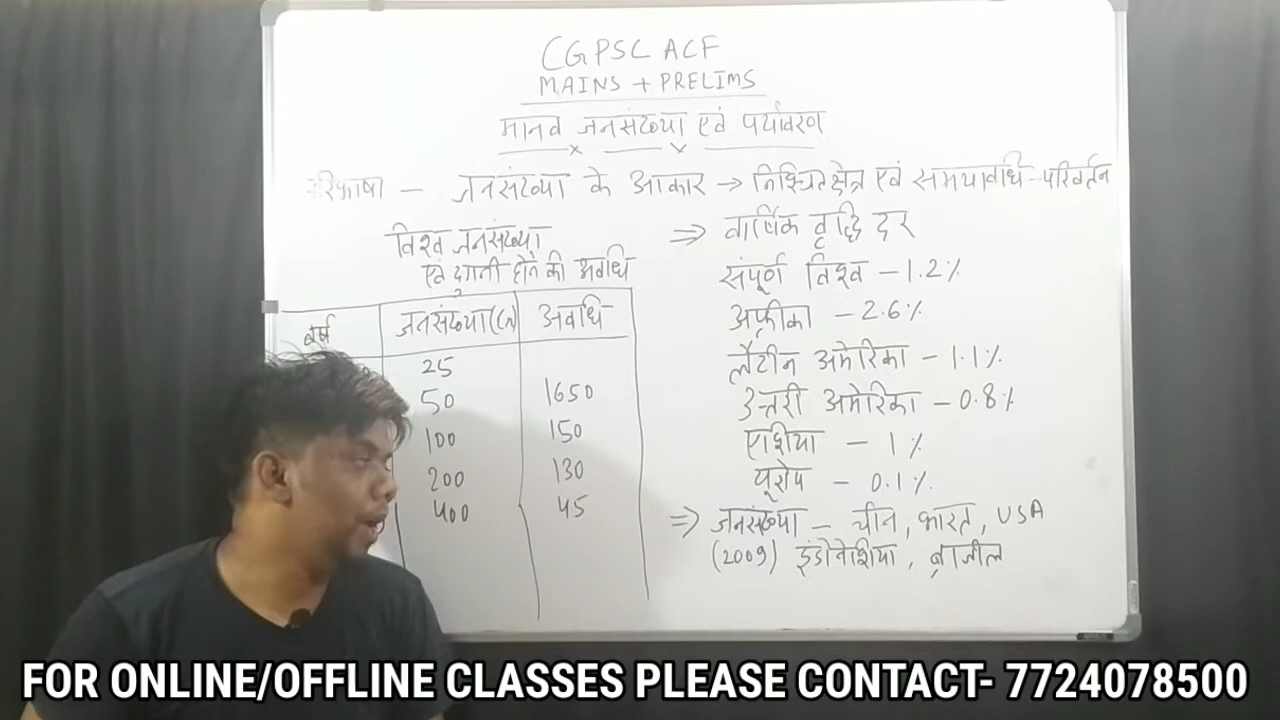 CGPSC ACF
MAINS + PRELIMS
मानव जनसंख्या एवं पर्यावरण
परिभाषा – जनसंख्या के आकार → निश्चित क्षेत्र एवं समयावधि – परिवर्तन
विश्व जनसंख्या
एवं दुगनी होने की अवधि
वर्ष जनसंख्या (Cr) अवधि
25
50 1650
100 150
200 130
400 45
⇒ वार्षिक वृद्धि दर
संपूर्ण विश्व – 1.2%
अफ्रीका – 2.6%
लैटीन अमेरिका – 1.1%
उत्तरी अमेरिका – 0.8%
एशिया – 1%
यूरोप – 0.1%
⇒ जनसंख्या – चीन, भारत, USA
(2009) इंडोनेशिया, ब्राजील
FOR ONLINE/OFFLINE CLASSES PLEASE CONTACT- 7724078500